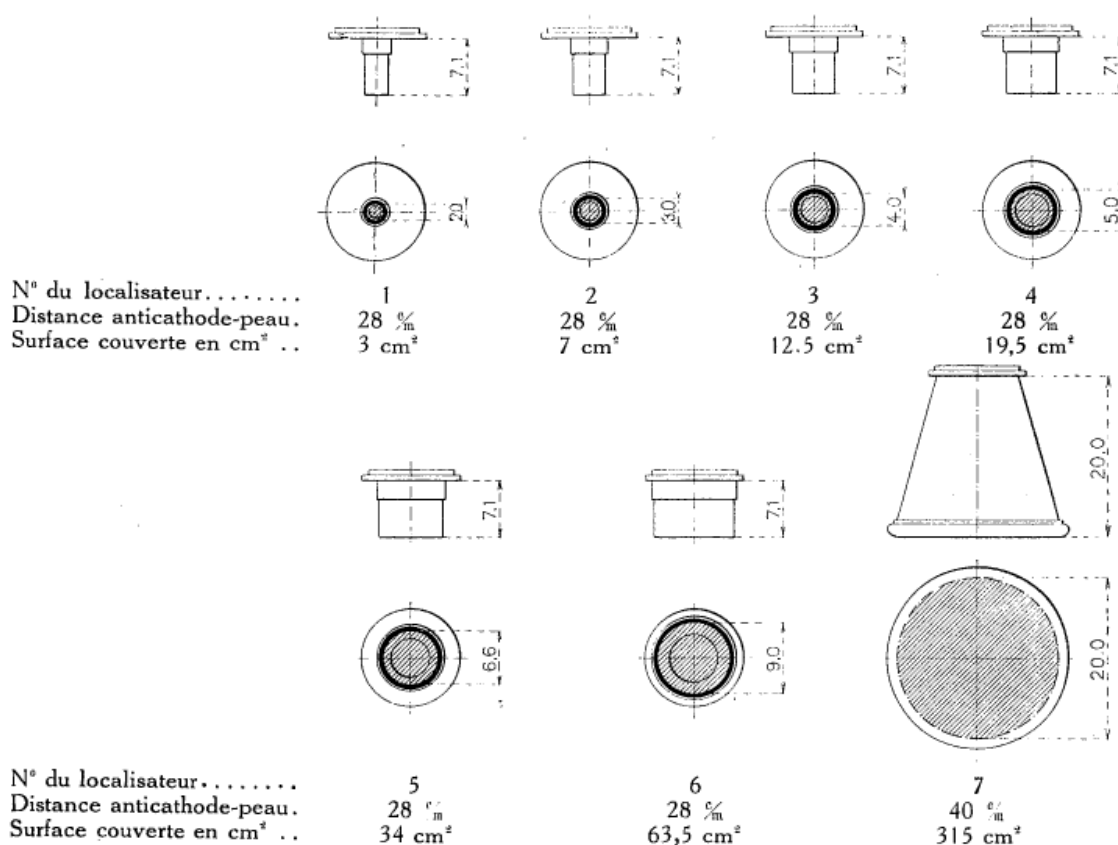 7,1 7,1 7,1 7,1
2.0 3.0 4.0 5.0
N° du localisateur........ 1 2 3 4
Distance anticathode-peau. 28 c/m 28 c/m 28 c/m 28 c/m
Surface couverte en cm² .. 3 cm² 7 cm² 12.5 cm² 19,5 cm²
7,1 7,1 20.0
6.6 9.0 20.0
N° du localisateur........ 5 6 7
Distance anticathode-peau. 28 c/m 28 c/m 40 c/m
Surface couverte en cm² .. 34 cm² 63,5 cm² 315 cm²